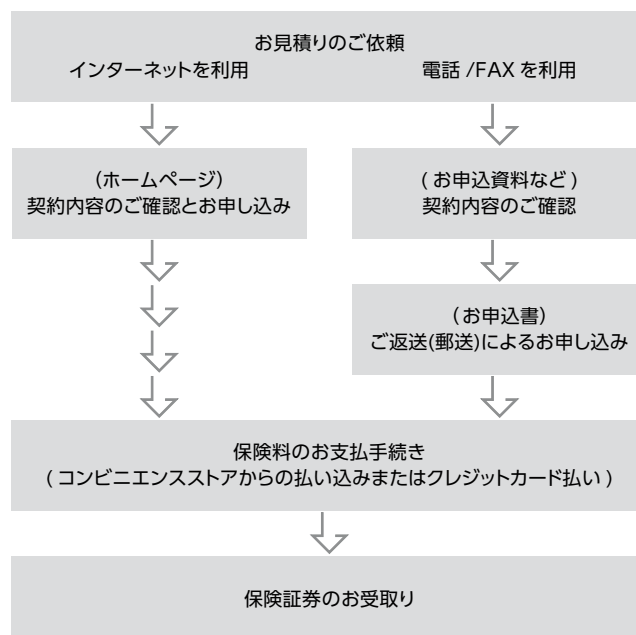 お見積りのご依頼
インターネットを利用
電話 /FAX を利用
（ホームページ）
契約内容のご確認とお申し込み
( お申込資料など )
契約内容のご確認
（お申込書）
ご返送(郵送)によるお申し込み
保険料のお支払手続き
( コンビニエンスストアからの払い込みまたはクレジットカード払い )
保険証券のお受取り